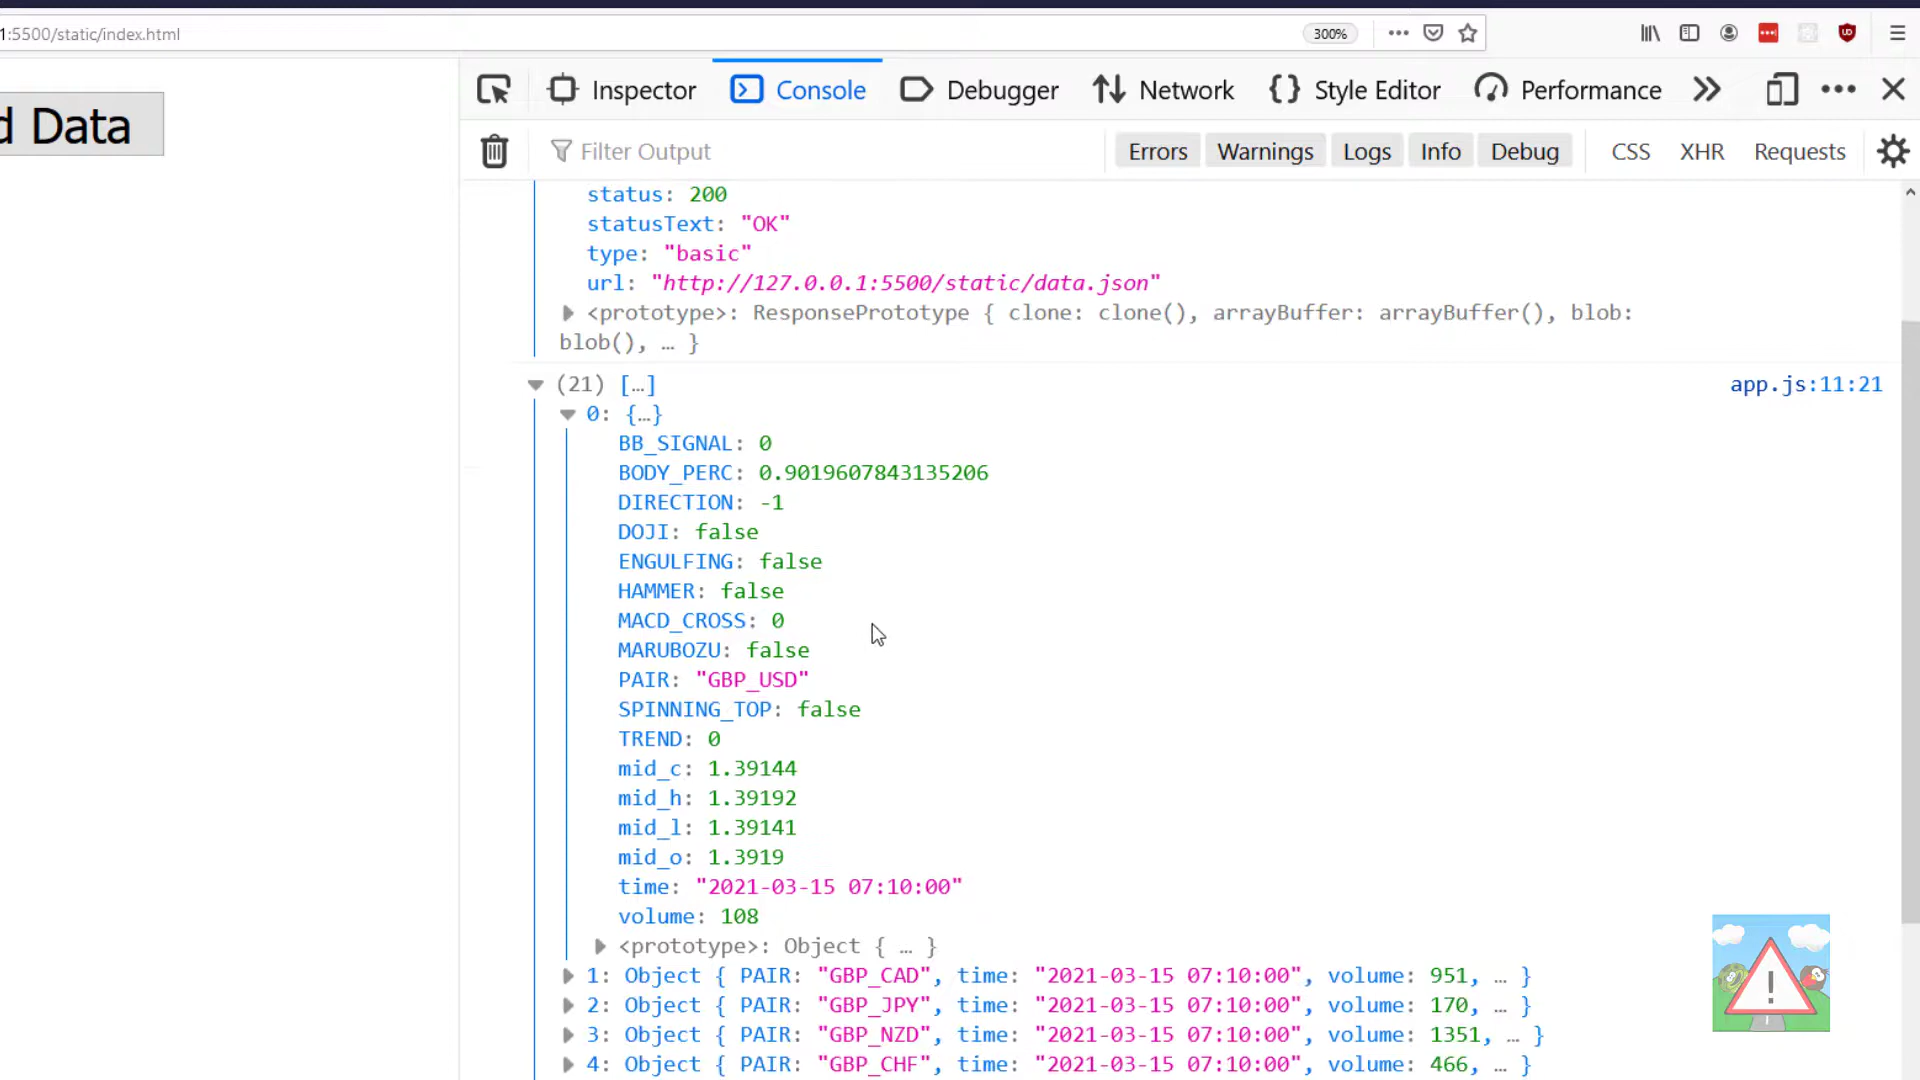 1:5500/static/index.html
300%
d Data
Inspector
Console
Debugger
Network
Style Editor
Performance
Filter Output
Errors
Warnings
Logs
Info
Debug
CSS
XHR
Requests
status: 200
statusText: "OK"
type: "basic"
url: "http://127.0.0.1:5500/static/data.json"
<prototype>: ResponsePrototype { clone: clone(), arrayBuffer: arrayBuffer(), blob:
blob(), … }
(21) […]
app.js:11:21
0: {…}
BB_SIGNAL: 0
BODY_PERC: 0.9019607843135206
DIRECTION: -1
DOJI: false
ENGULFING: false
HAMMER: false
MACD_CROSS: 0
MARUBOZU: false
PAIR: "GBP_USD"
SPINNING_TOP: false
TREND: 0
mid_c: 1.39144
mid_h: 1.39192
mid_l: 1.39141
mid_o: 1.3919
time: "2021-03-15 07:10:00"
volume: 108
<prototype>: Object { … }
1: Object { PAIR: "GBP_CAD", time: "2021-03-15 07:10:00", volume: 951, … }
2: Object { PAIR: "GBP_JPY", time: "2021-03-15 07:10:00", volume: 170, … }
3: Object { PAIR: "GBP_NZD", time: "2021-03-15 07:10:00", volume: 1351, … }
4: Object { PAIR: "GBP_CHF", time: "2021-03-15 07:10:00", volume: 466, … }